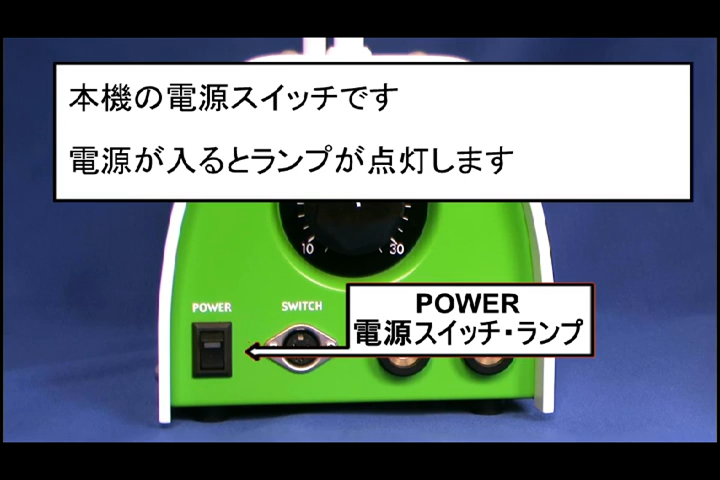 本機の電源スイッチです
電源が入るとランプが点灯します
10
30
POWER
SWITCH
POWER
電源スイッチ・ランプ